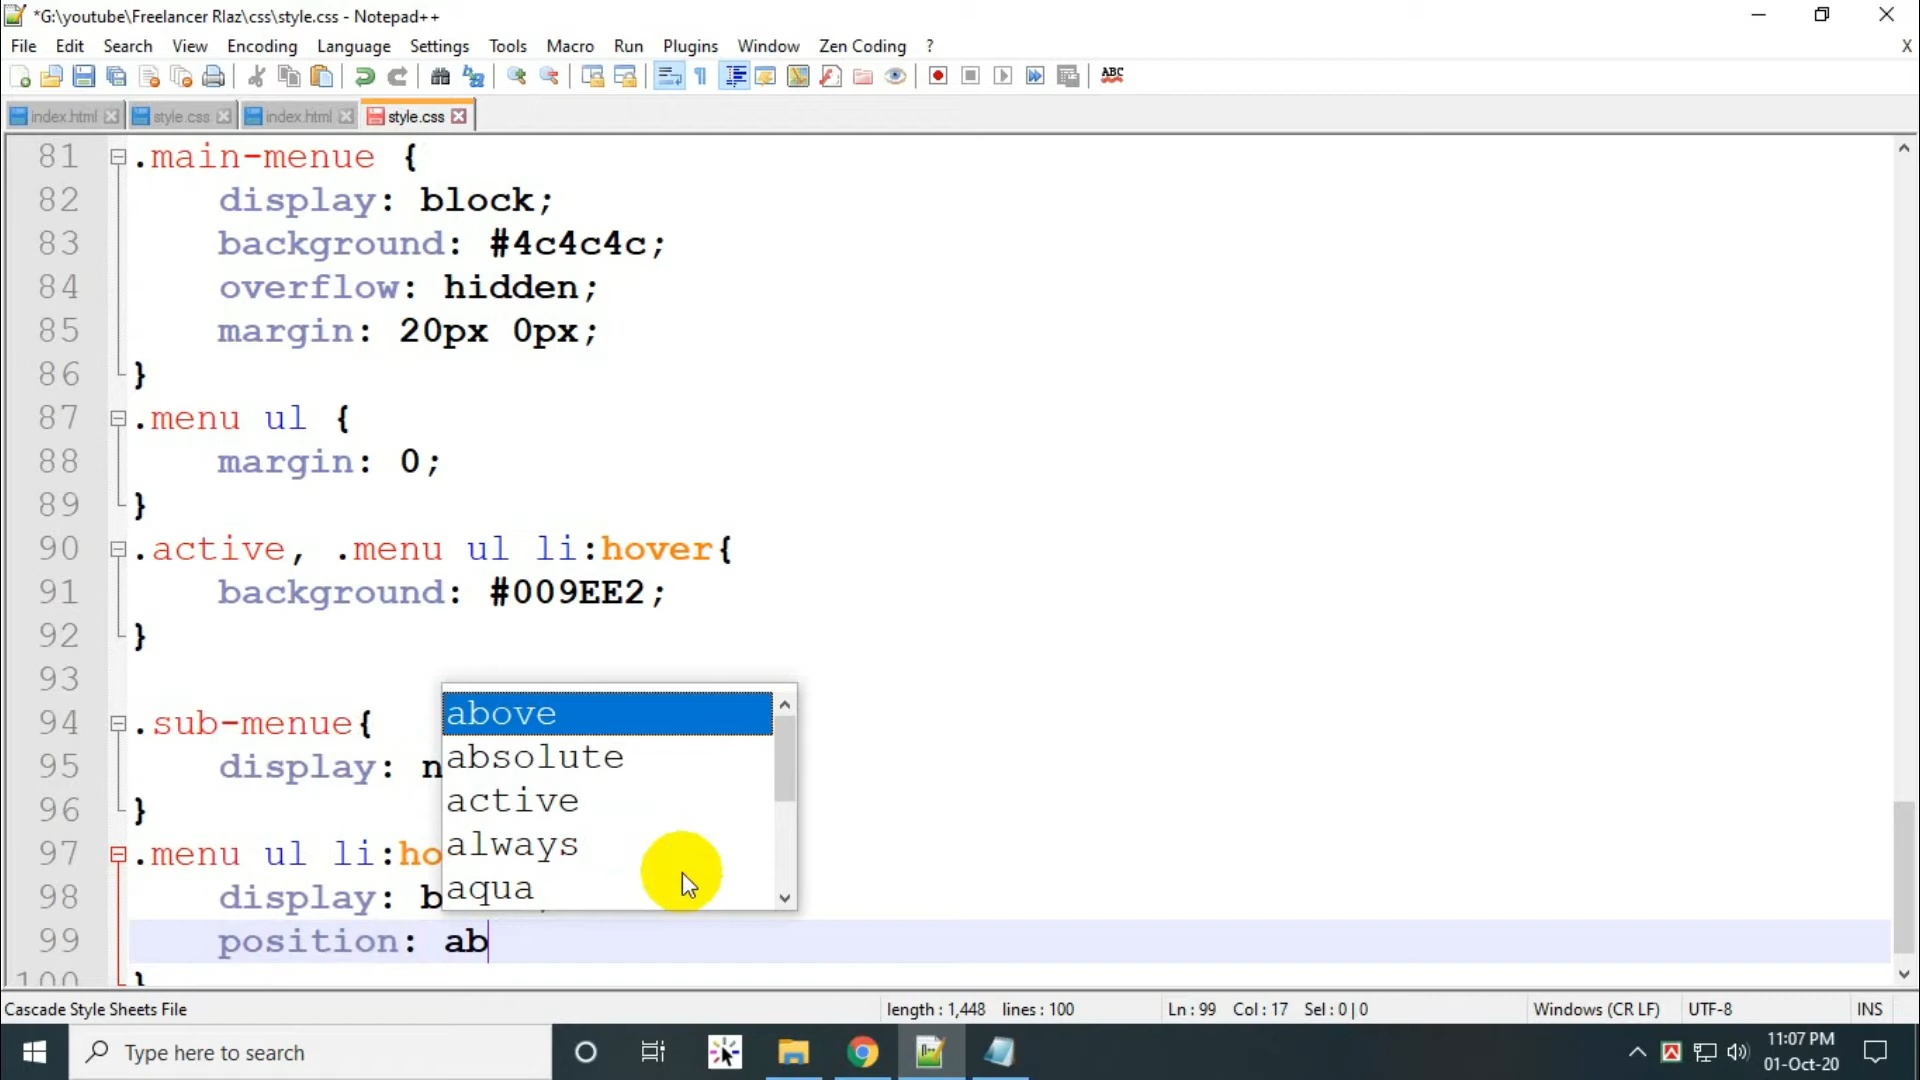 *G:\youtube\Freelancer Rlaz\css\style.css - Notepad++
File Edit Search View Encoding Language Settings Tools Macro Run Plugins Window Zen Coding ? X
ABC
index.html style.css index.html style.css
81 .main-menue {
82 display: block;
83 background: #4c4c4c;
84 overflow: hidden;
85 margin: 20px 0px;
86 }
87 .menu ul {
88 margin: 0;
89 }
90 .active, .menu ul li:hover{
91 background: #009EE2;
92 }
93
94 .sub-menue{
95 display: n
96 }
97 .menu ul li:ho
98 display: b
99 position: ab
100 }
above
absolute
active
always
aqua
Cascade Style Sheets File length : 1,448 lines : 100 Ln : 99 Col : 17 Sel : 0 | 0 Windows (CR LF) UTF-8 INS
Type here to search
11:07 PM
01-Oct-20